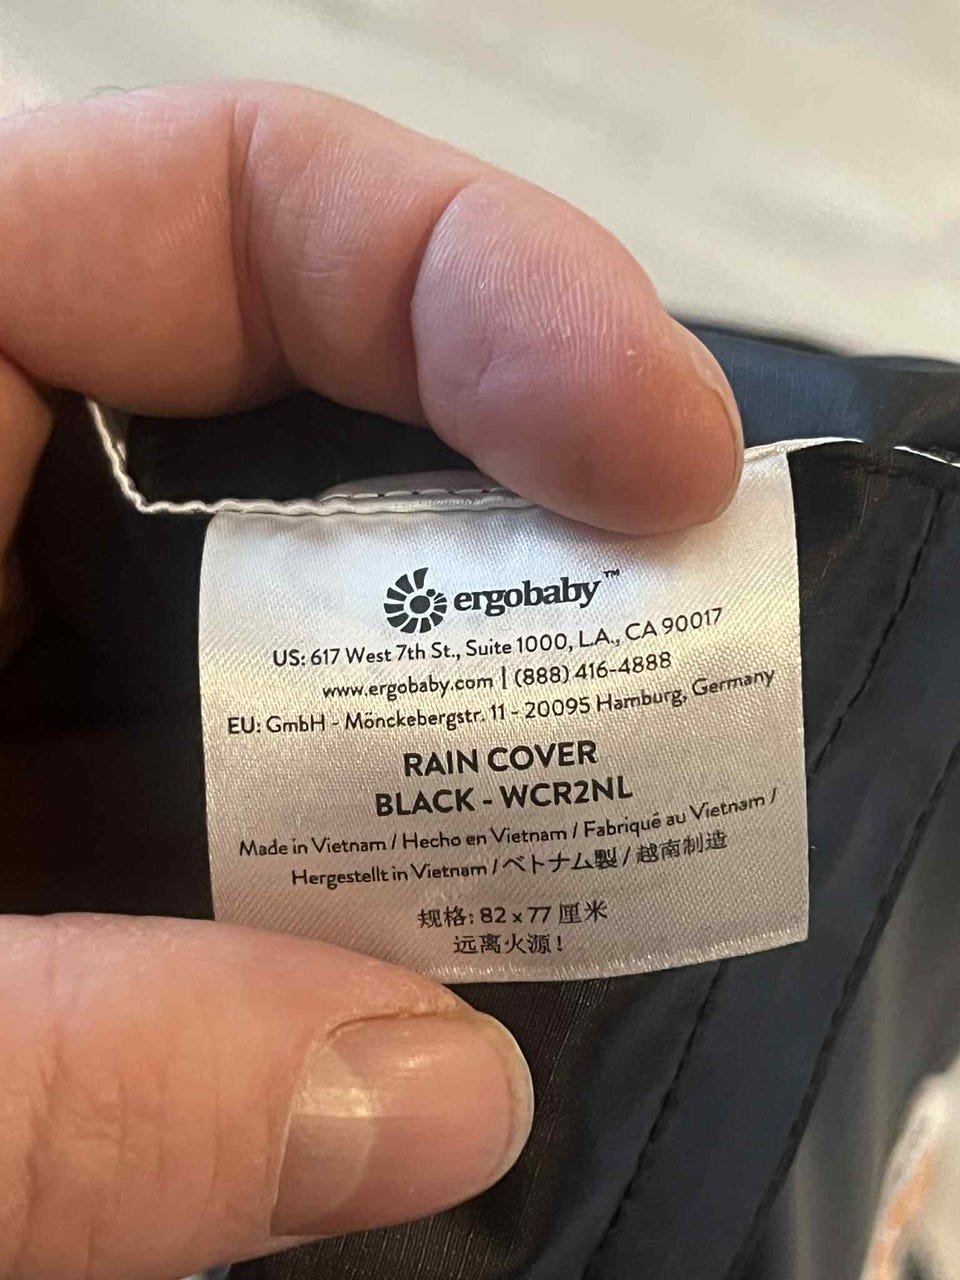 ergobaby™
US: 617 West 7th St., Suite 1000, L.A., CA 90017
www.ergobaby.com | (888) 416-4888
EU: GmbH - Mönckebergstr. 11 - 20095 Hamburg, Germany
RAIN COVER
BLACK - WCR2NL
Made in Vietnam / Hecho en Vietnam / Fabriqué au Vietnam /
Hergestellt in Vietnam / ベトナム製 / 越南制造
规格: 82 x 77 厘米
远离火源!